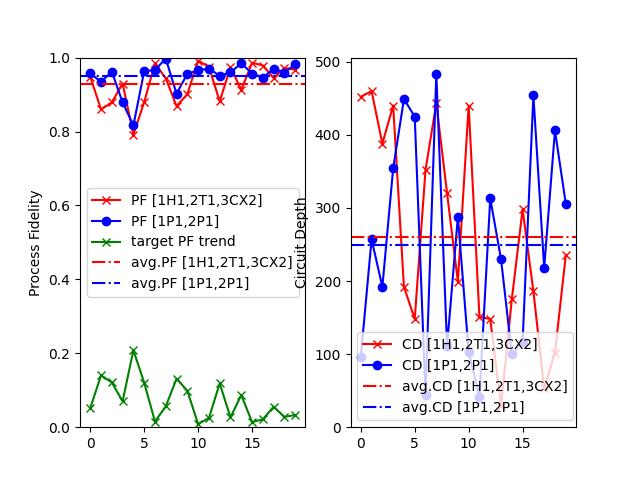 1.0
0.8
0.6
0.4
0.2
0.0
Process Fidelity
PF [1H1,2T1,3CX2]
PF [1P1,2P1]
target PF trend
avg.PF [1H1,2T1,3CX2]
avg.PF [1P1,2P1]
0 5 10 15
500
400
300
200
100
0
Circuit Depth
CD [1H1,2T1,3CX2]
CD [1P1,2P1]
avg.CD [1H1,2T1,3CX2]
avg.CD [1P1,2P1]
0 5 10 15